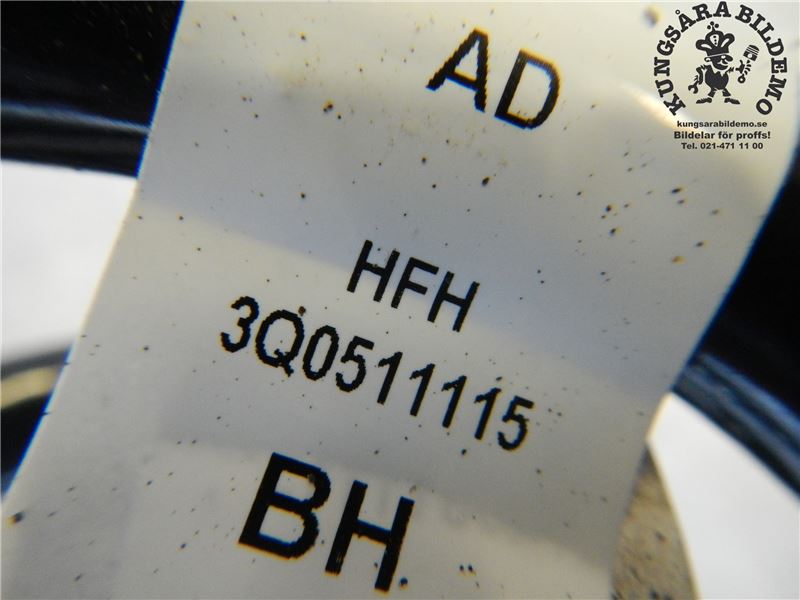 AD
HFH
3Q0511115
BH
KUNGSÅRA BILDEMO
kungsarabildemo.se
Bildelar för proffs!
Tel. 021-471 11 00